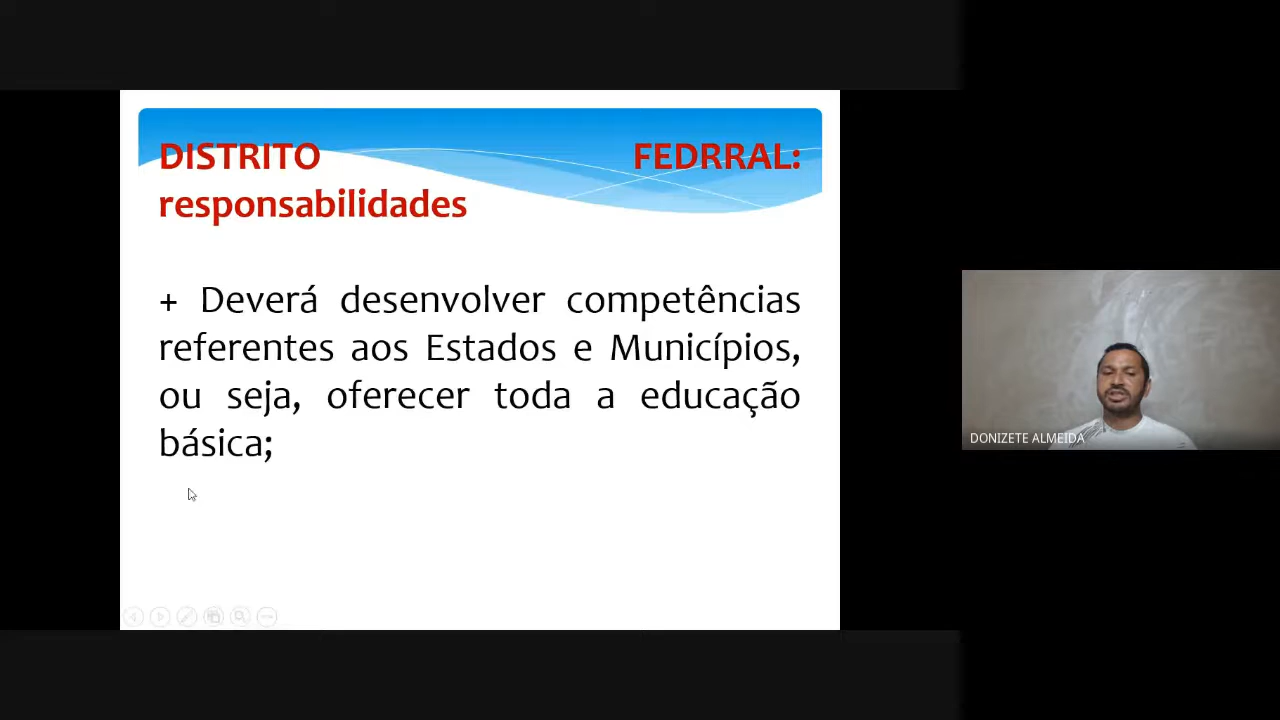 DISTRITO FEDRRAL:
responsabilidades
+ Deverá desenvolver competências
referentes aos Estados e Municípios,
ou seja, oferecer toda a educação
básica;
DONIZETE ALMEIDA